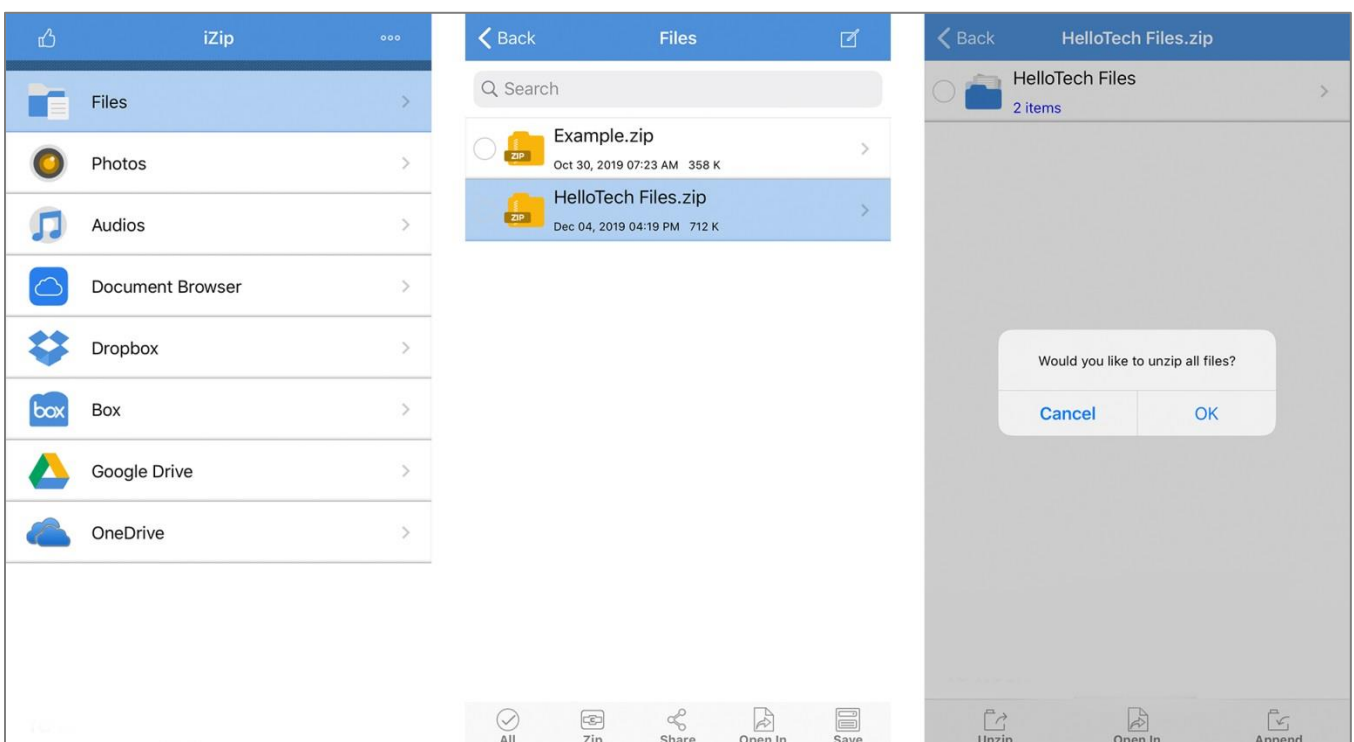 iZip
Files
Photos
Audios
Document Browser
Dropbox
box
Box
Google Drive
OneDrive
Back
Files
Search
ZIP
Example.zip
Oct 30, 2019 07:23 AM 358 K
ZIP
HelloTech Files.zip
Dec 04, 2019 04:19 PM 712 K
All
Zip
Share
Open In
Save
Back
HelloTech Files.zip
HelloTech Files
2 items
Would you like to unzip all files?
Cancel
OK
Unzip
Open In
Append